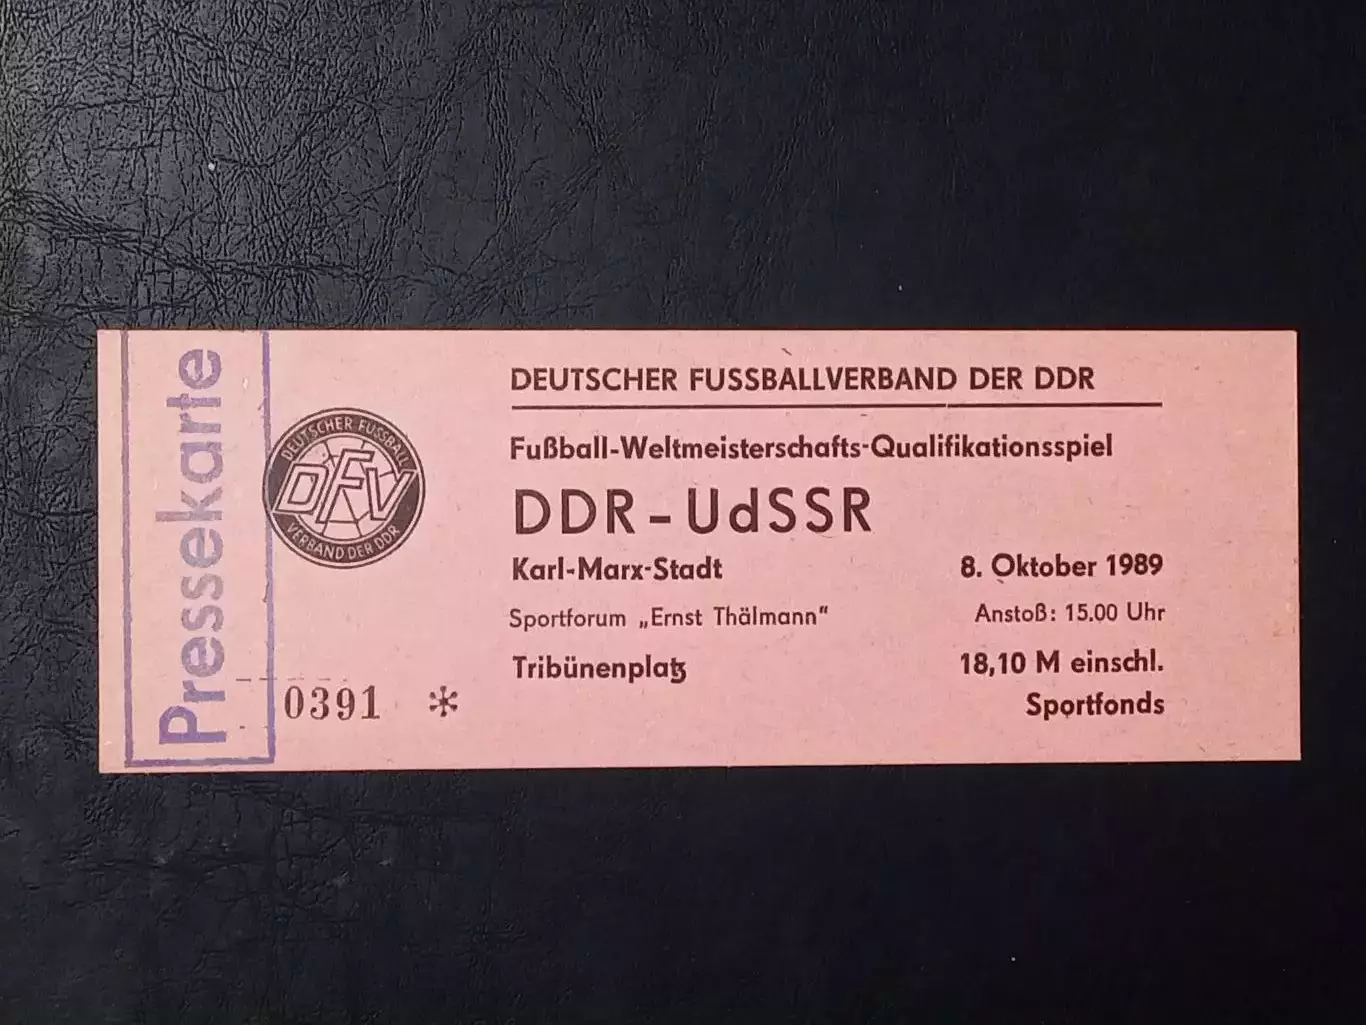 Pressekarte
DEUTSCHER FUSSBALL
DFV
VERBAND DER DDR
0391 *
DEUTSCHER FUSSBALLVERBAND DER DDR
Fußball-Weltmeisterschafts-Qualifikationsspiel
DDR – UdSSR
Karl-Marx-Stadt 8. Oktober 1989
Sportforum „Ernst Thälmann" Anstoß: 15.00 Uhr
Tribünenplatz 18,10 M einschl.
Sportfonds